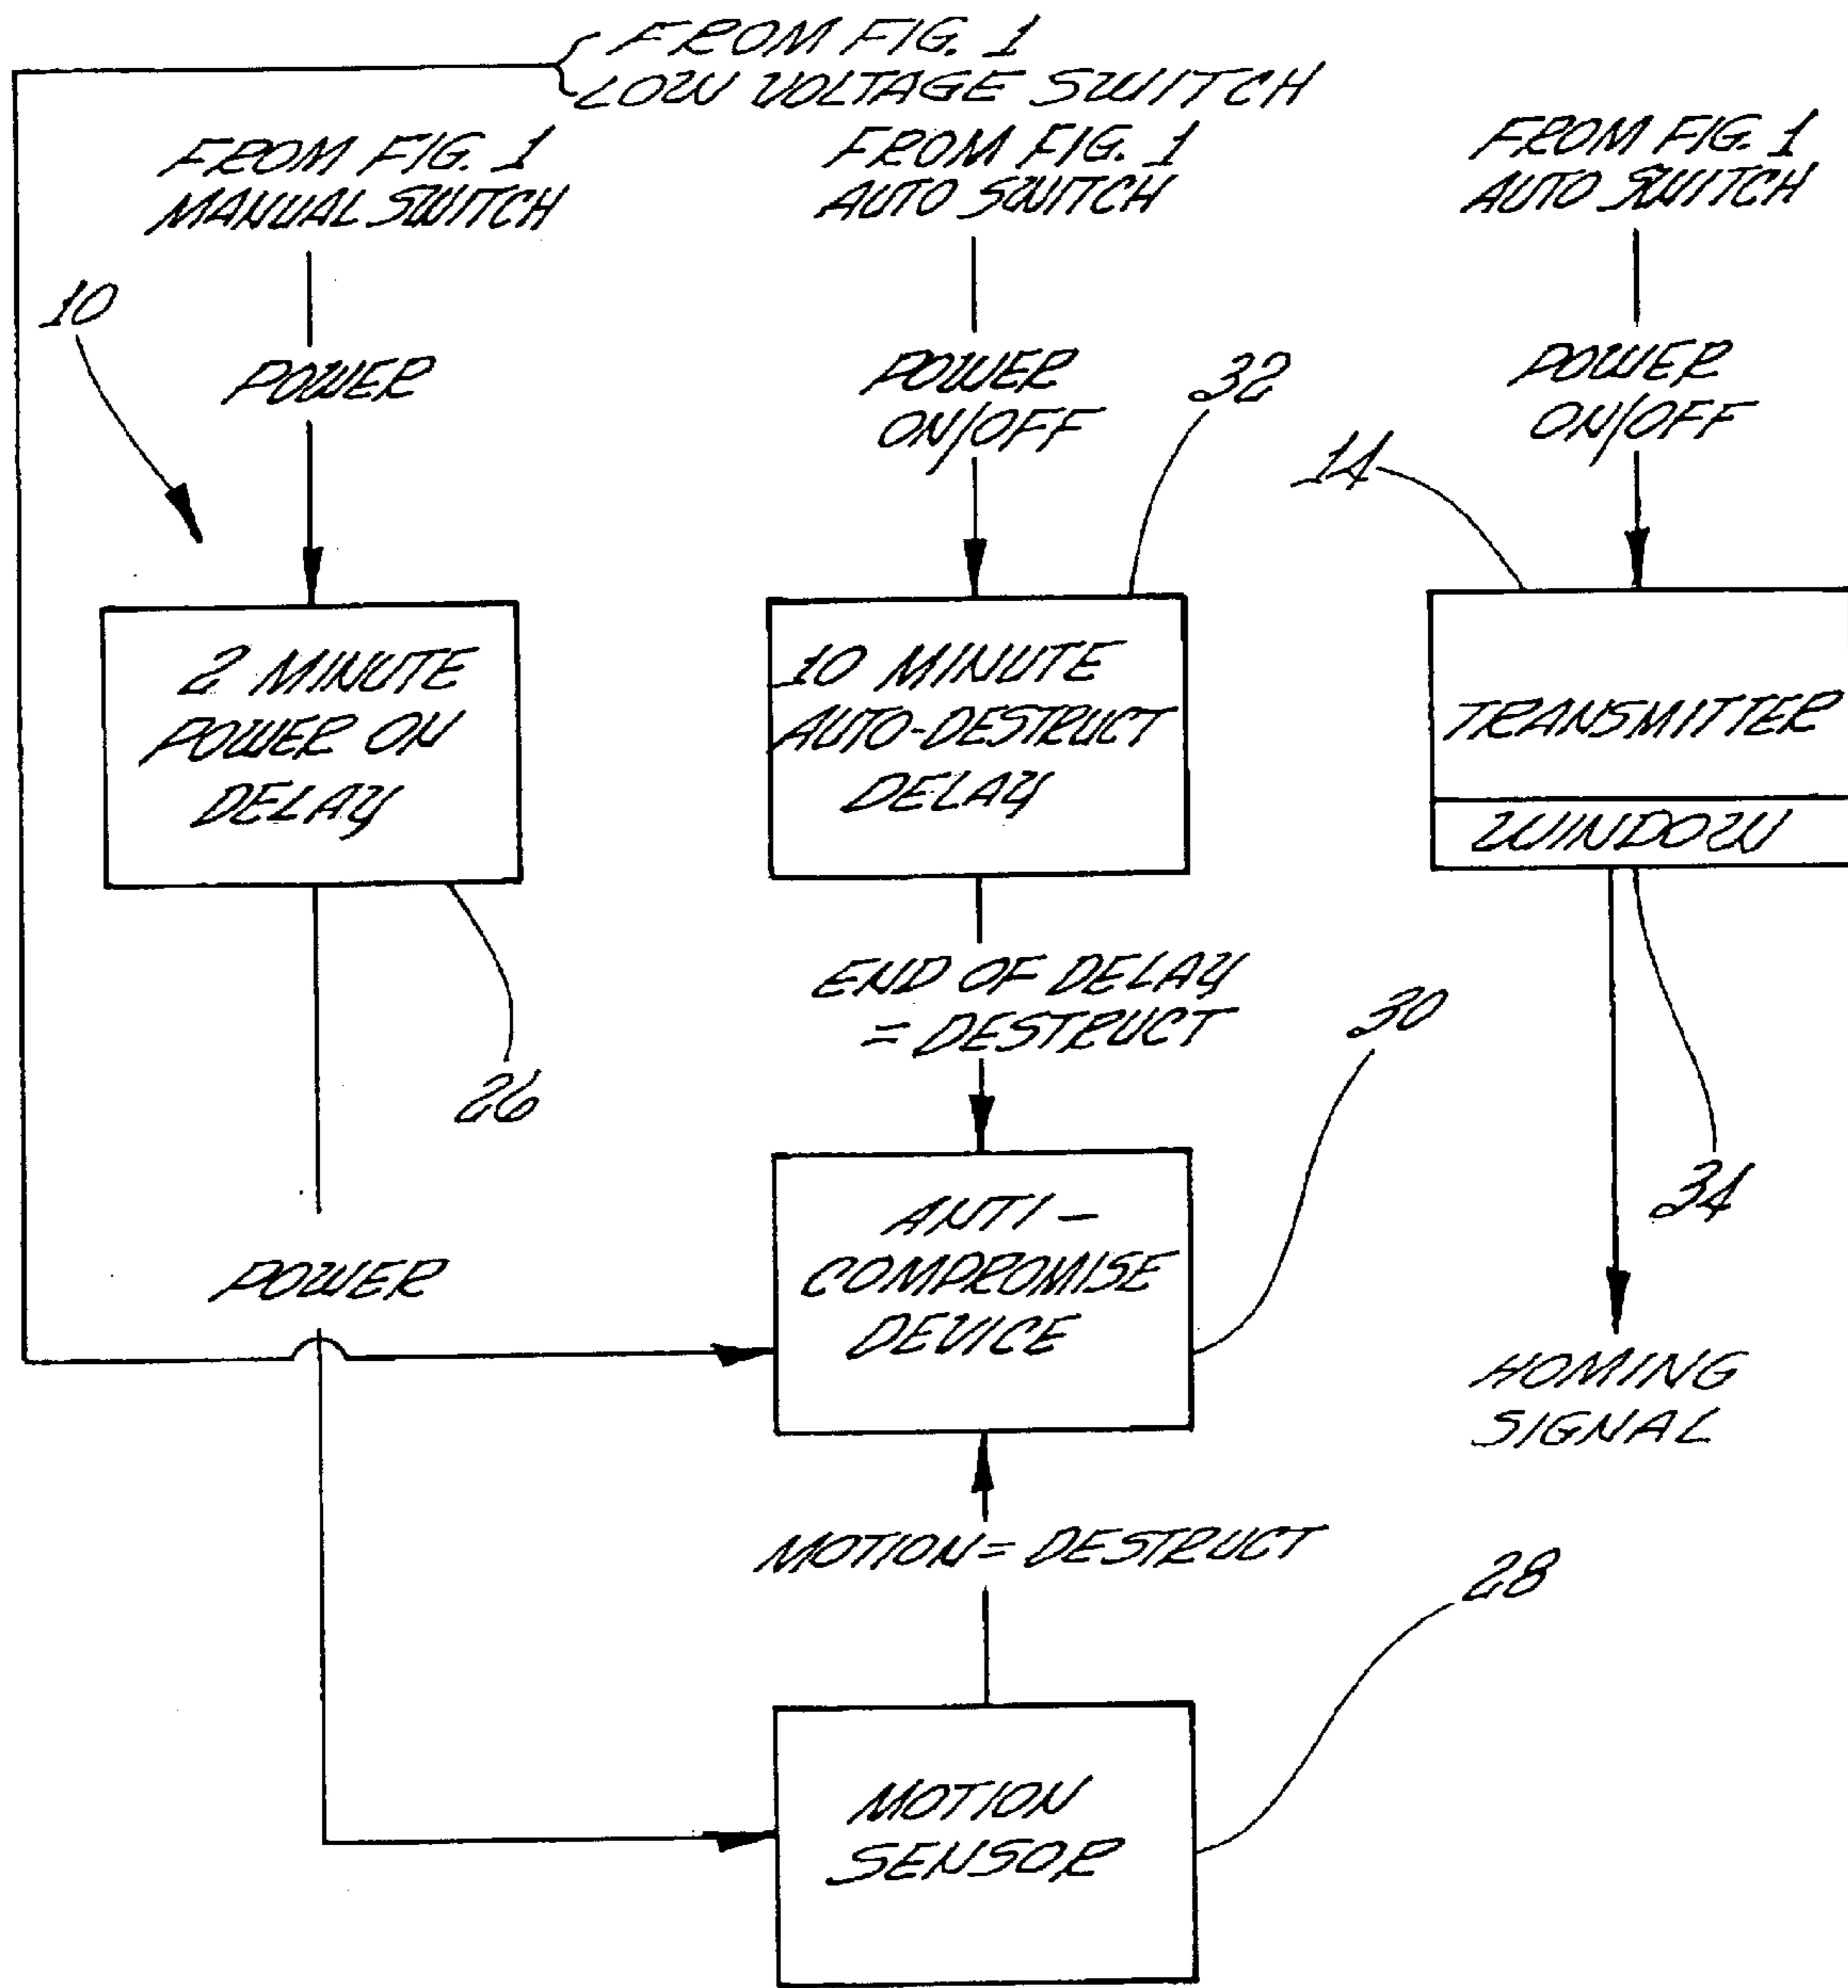 FROM FIG. 1
LOW VOLTAGE SWITCH
FROM FIG. 1
MANUAL SWITCH
FROM FIG. 1
AUTO SWITCH
FROM FIG. 1
AUTO SWITCH
10
POWER
POWER
ON/OFF
32
POWER
ON/OFF
14
2 MINUTE
POWER ON
DELAY
10 MINUTE
AUTO-DESTRUCT
DELAY
TRANSMITTER
WINDOW
END OF DELAY
= DESTRUCT
26
30
34
ANTI-
COMPROMISE
DEVICE
POWER
HOMING
SIGNAL
MOTION = DESTRUCT
28
MOTION
SENSOR